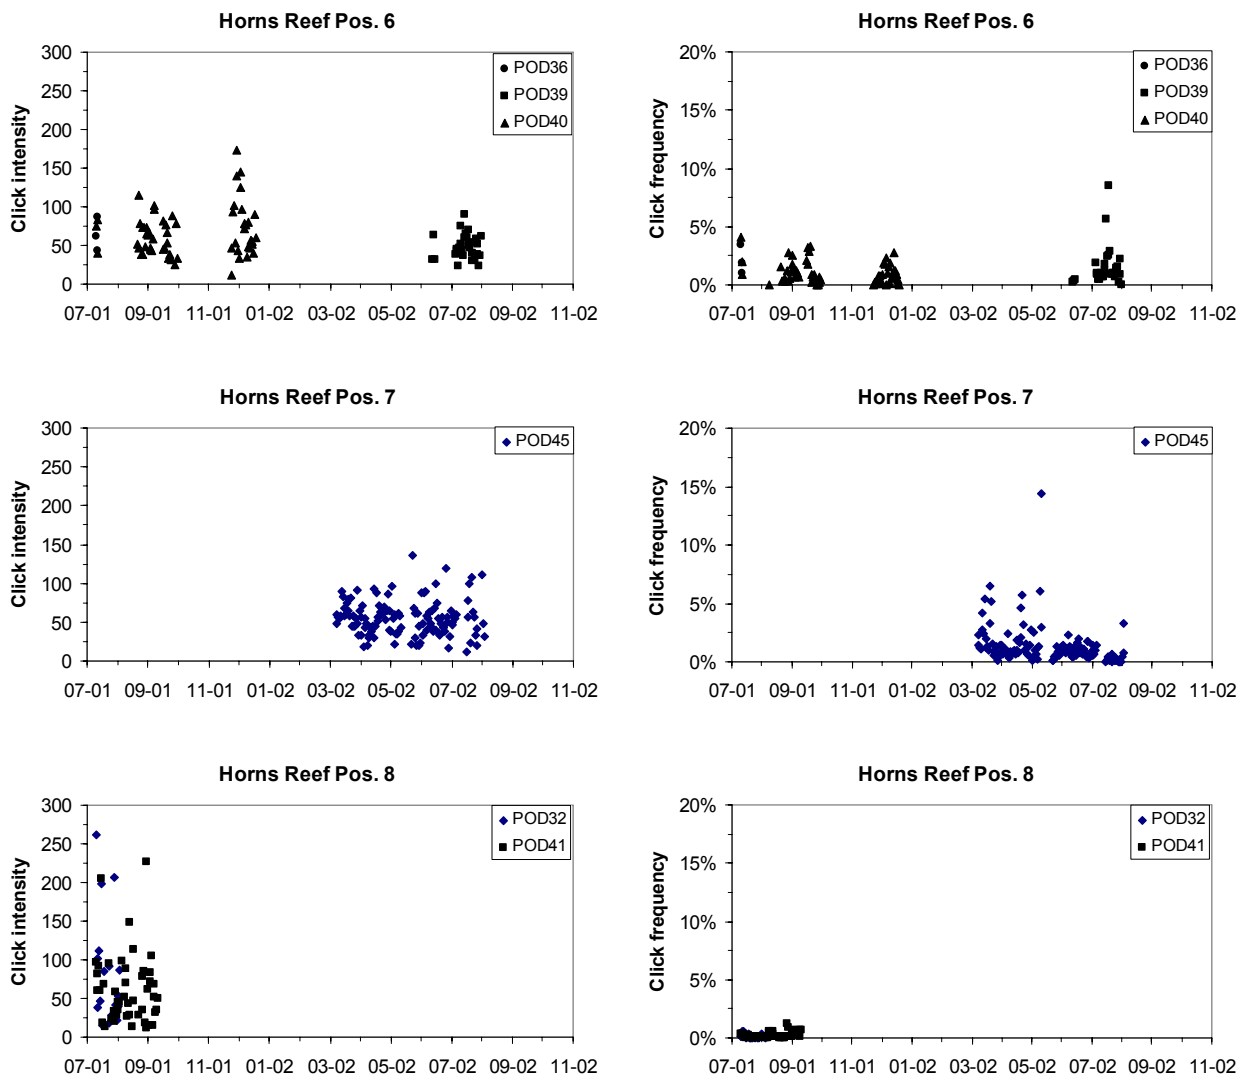 Horns Reef Pos. 6
Click intensity
300
250
200
150
100
50
0
07-01 09-01 11-01 01-02 03-02 05-02 07-02 09-02 11-02
POD36
POD39
POD40
Horns Reef Pos. 6
Click frequency
20%
15%
10%
5%
0%
07-01 09-01 11-01 01-02 03-02 05-02 07-02 09-02 11-02
POD36
POD39
POD40
Horns Reef Pos. 7
Click intensity
300
250
200
150
100
50
0
07-01 09-01 11-01 01-02 03-02 05-02 07-02 09-02 11-02
POD45
Horns Reef Pos. 7
Click frequency
20%
15%
10%
5%
0%
07-01 09-01 11-01 01-02 03-02 05-02 07-02 09-02 11-02
POD45
Horns Reef Pos. 8
Click intensity
300
250
200
150
100
50
0
07-01 09-01 11-01 01-02 03-02 05-02 07-02 09-02 11-02
POD32
POD41
Horns Reef Pos. 8
Click frequency
20%
15%
10%
5%
0%
07-01 09-01 11-01 01-02 03-02 05-02 07-02 09-02 11-02
POD32
POD41